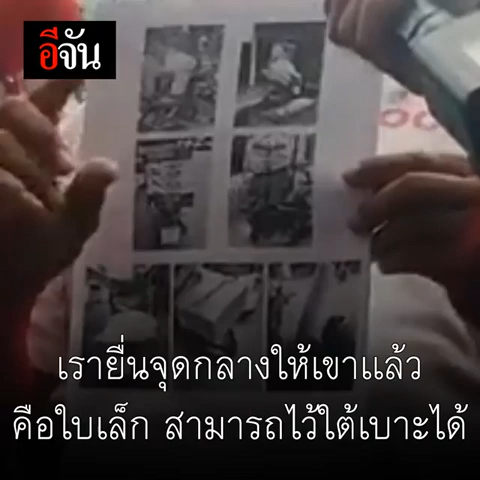 อีจัน
เรายื่นจุดกลางให้เขาแล้ว
คือใบเล็ก สามารถไว้ใต้เบาะได้